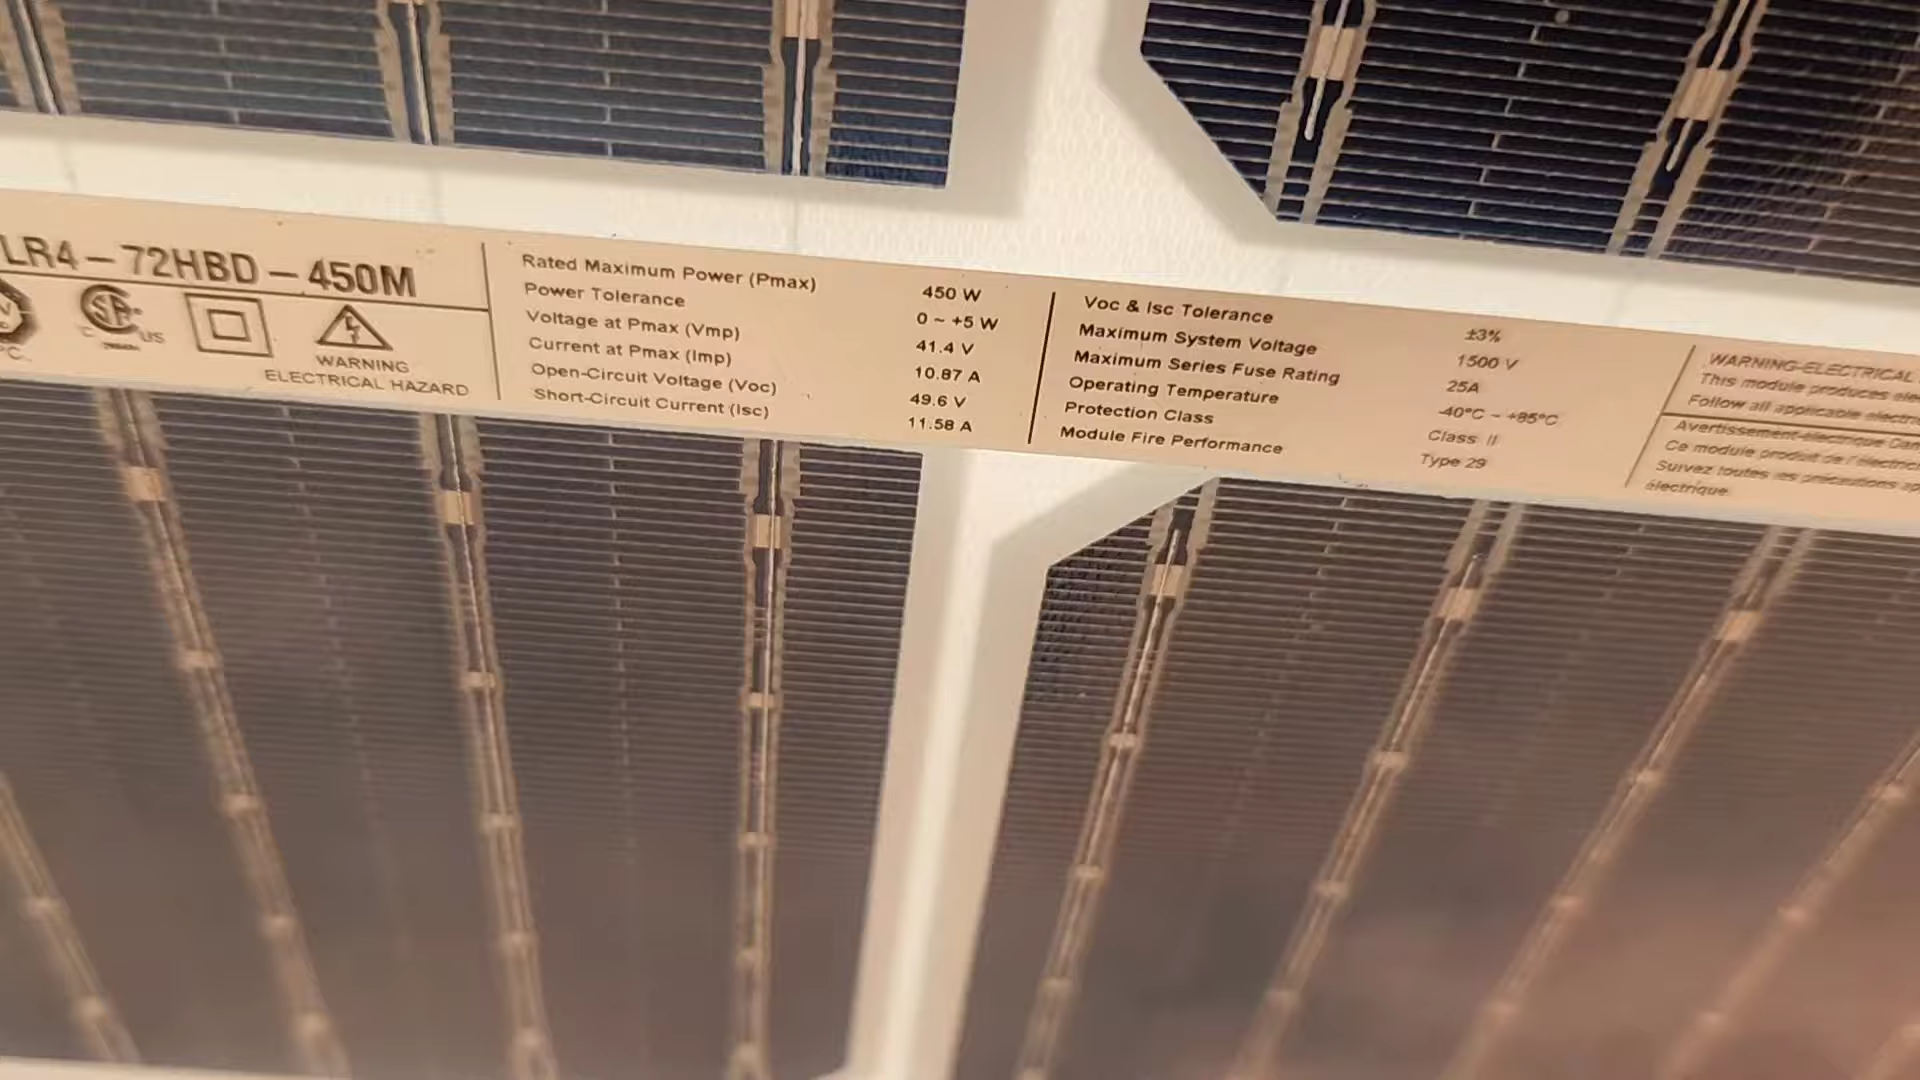 LR4-72HBD-450M
C US
WARNING
ELECTRICAL HAZARD
Rated Maximum Power (Pmax) 450 W
Power Tolerance 0 ~ +5 W
Voltage at Pmax (Vmp) 41.4 V
Current at Pmax (Imp) 10.87 A
Open-Circuit Voltage (Voc) 49.6 V
Short-Circuit Current (Isc) 11.58 A
Voc & Isc Tolerance ±3%
Maximum System Voltage 1500 V
Maximum Series Fuse Rating 25A
Operating Temperature -40°C ~ +85°C
Protection Class Class II
Module Fire Performance Type 29
WARNING-ELECTRICAL
This module produces
Follow all applicable
Avertissement-électrique
Ce module produit de l'
Suivez toutes les précautions
électrique.